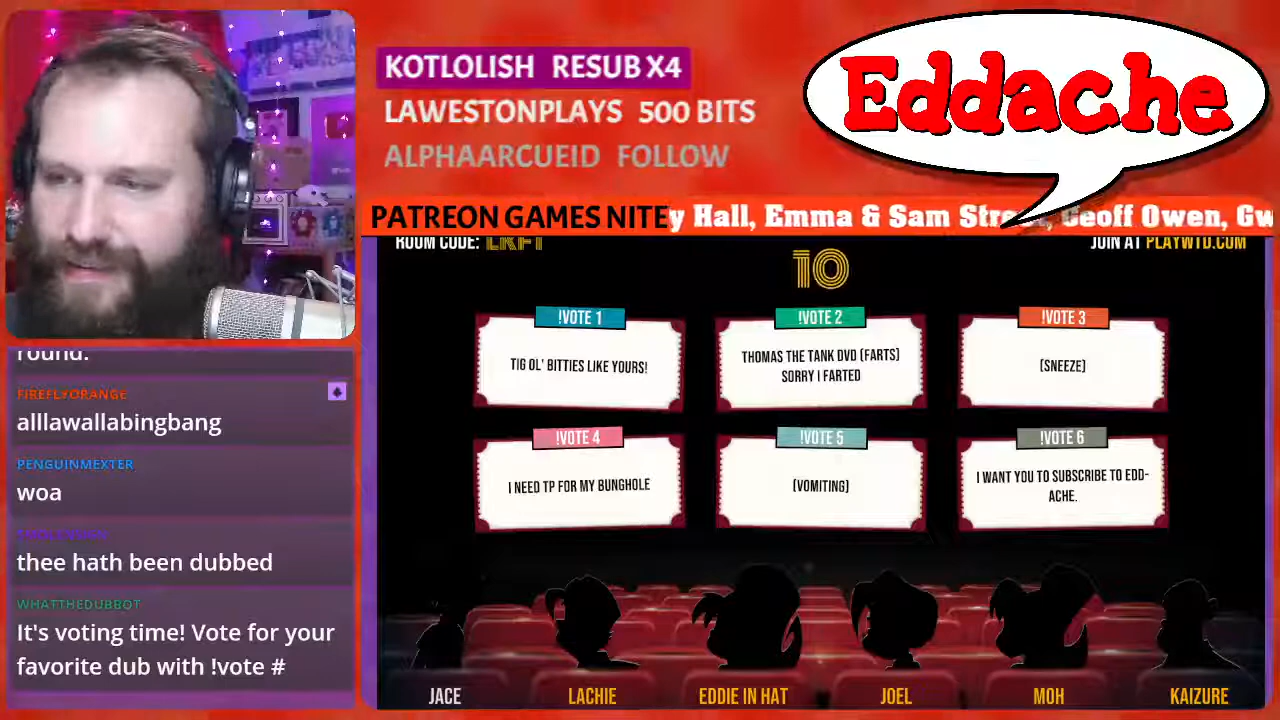 KOTLOLISH RESUB X4
LAWESTONPLAYS 500 BITS
ALPHAARCUEID FOLLOW
Eddache
PATREON GAMES NITE
y Hall, Emma & Sam Geoff Owen, Gw
ROOM CODE:
10
JOIN AT PLAYWTD.COM
!VOTE 1
TIG OL' BITTIES LIKE YOURS!
!VOTE 2
THOMAS THE TANK DVD (FARTS)
SORRY I FARTED
!VOTE 3
(SNEEZE)
!VOTE 4
I NEED TP FOR MY BUNGHOLE
!VOTE 5
(VOMITING)
!VOTE 6
I WANT YOU TO SUBSCRIBE TO EDD-
ACHE.
JACE
LACHIE
EDDIE IN HAT
JOEL
MOH
KAIZURE
round.
FIREFLYORANGE
alllawallabingbang
PENGUINMEXTER
woa
thee hath been dubbed
WHATTHEDUBBOT
It's voting time! Vote for your
favorite dub with !vote #